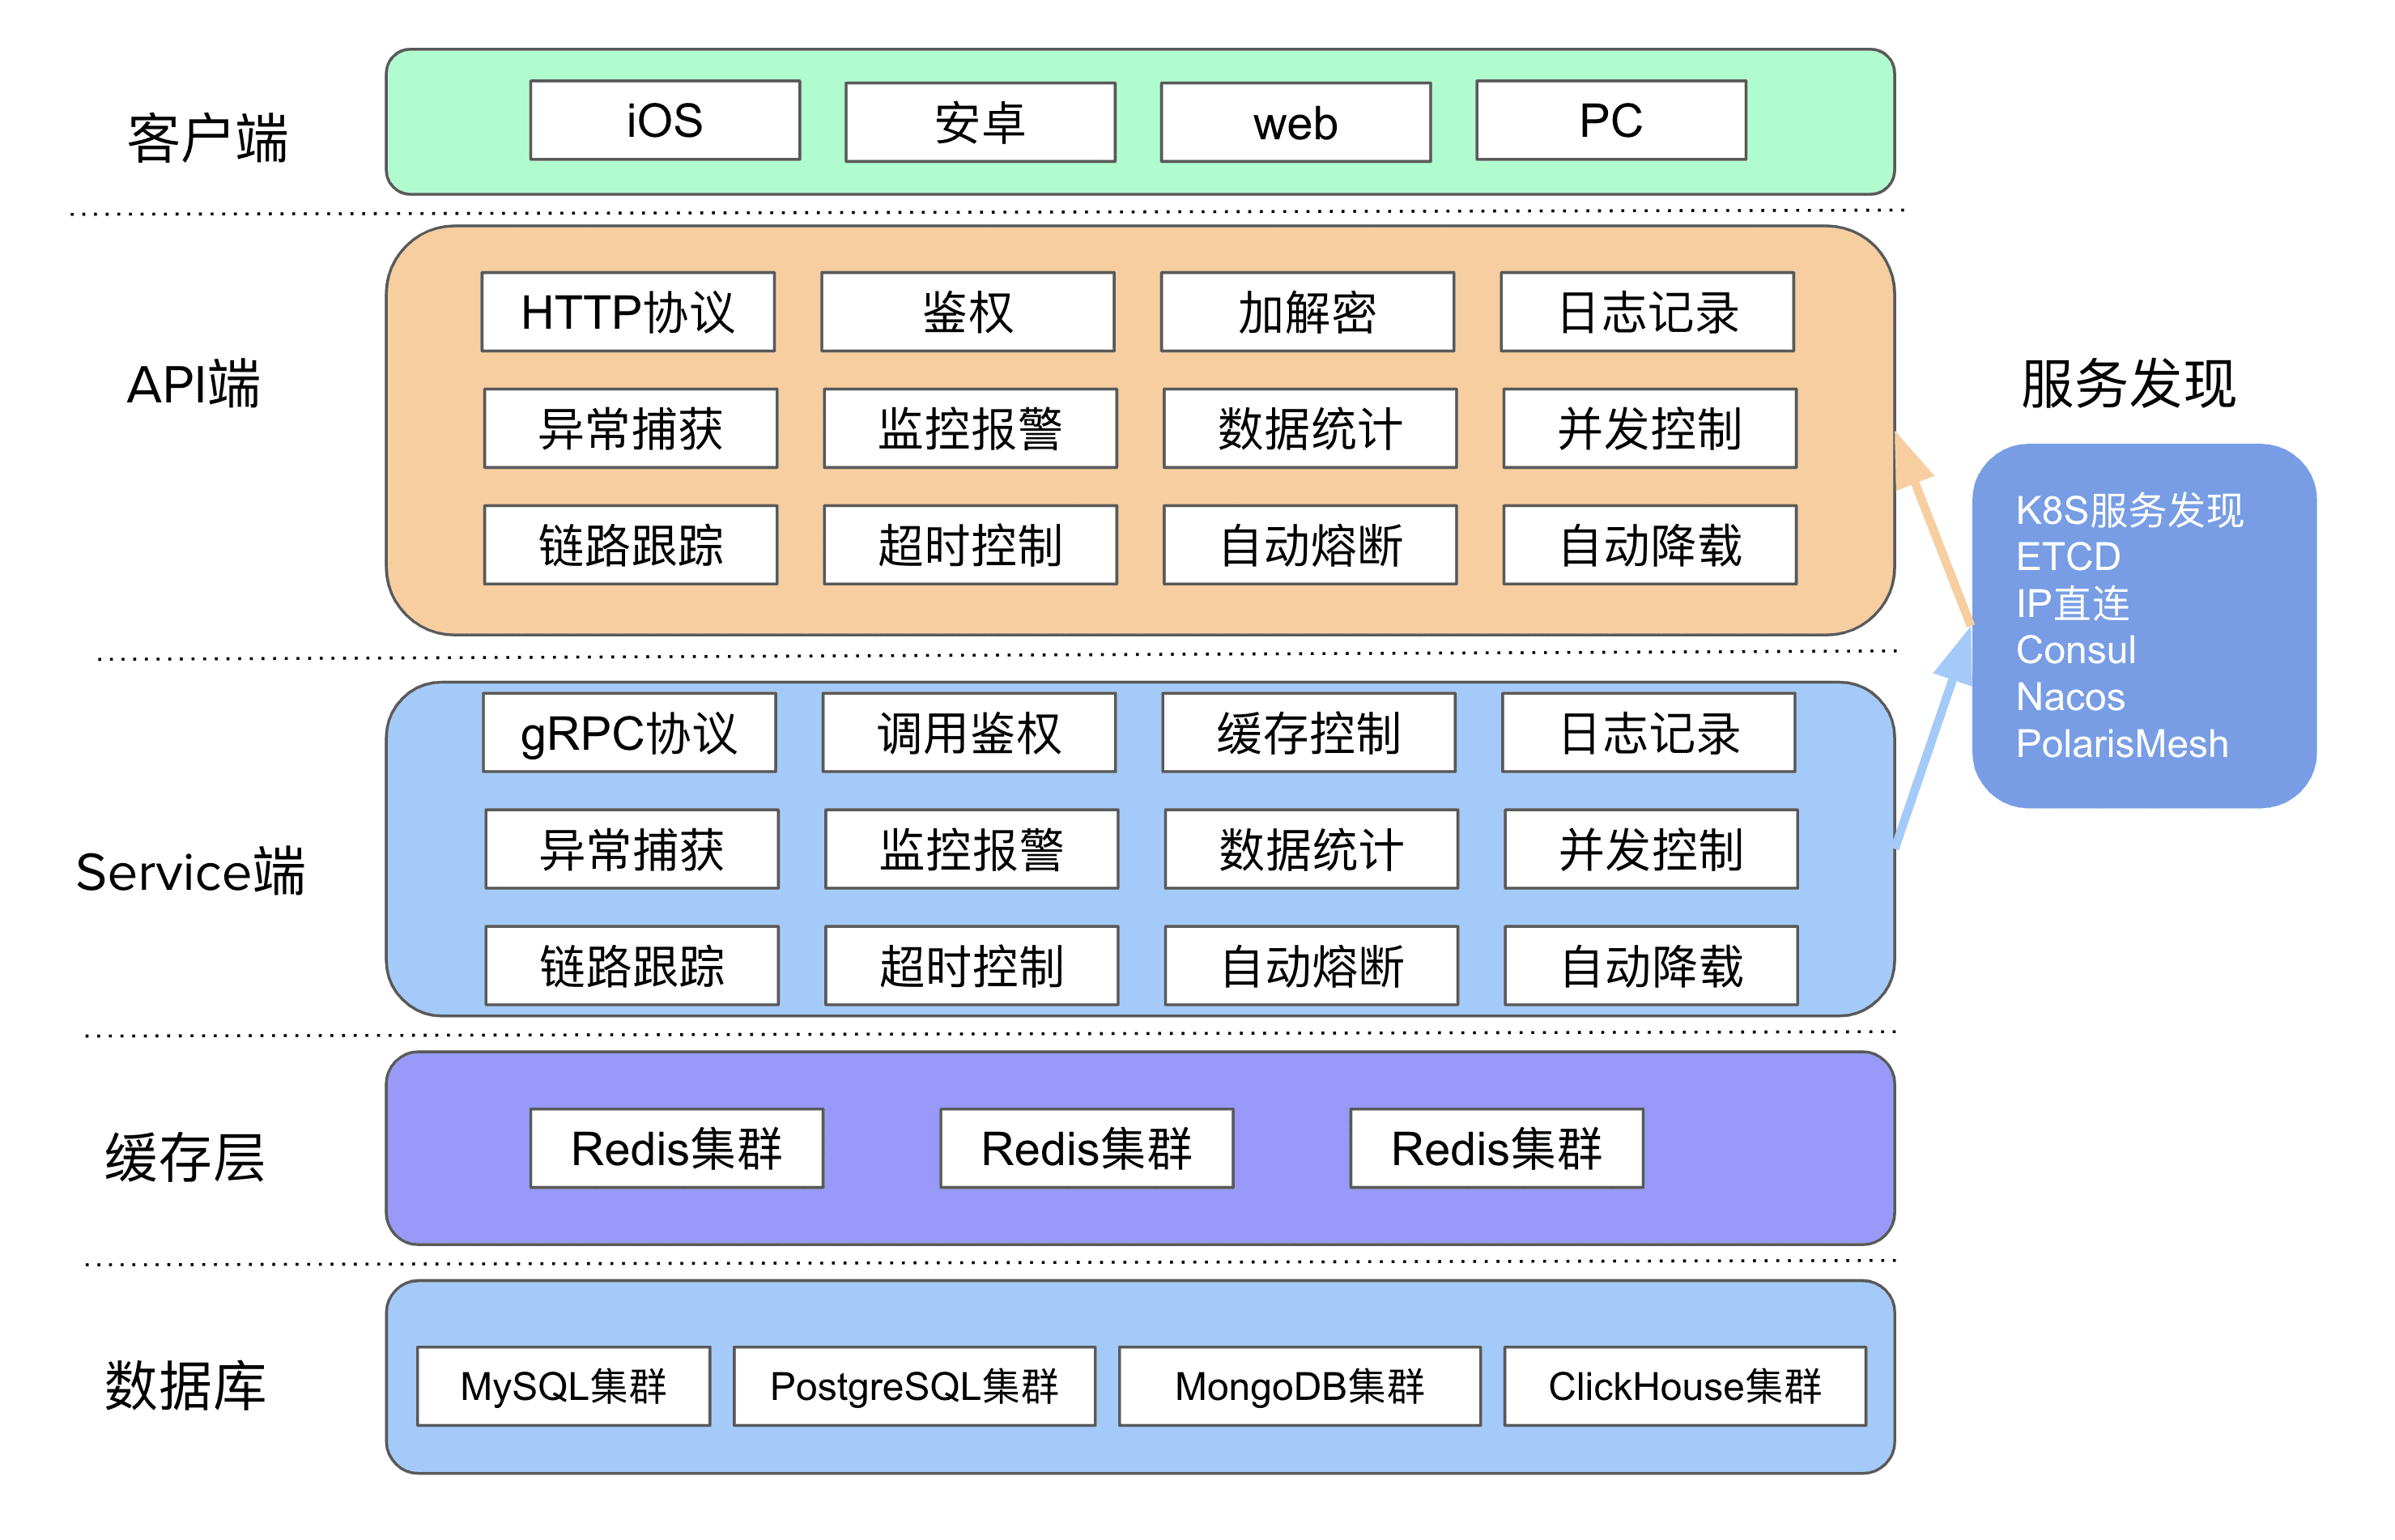 客户端
iOS
安卓
web
PC
API端
HTTP协议
鉴权
加解密
日志记录
异常捕获
监控报警
数据统计
并发控制
链路跟踪
超时控制
自动熔断
自动降载
服务发现
K8S服务发现
ETCD
IP直连
Consul
Nacos
PolarisMesh
Service端
gRPC协议
调用鉴权
缓存控制
日志记录
异常捕获
监控报警
数据统计
并发控制
链路跟踪
超时控制
自动熔断
自动降载
缓存层
Redis集群
Redis集群
Redis集群
数据库
MySQL集群
PostgreSQL集群
MongoDB集群
ClickHouse集群